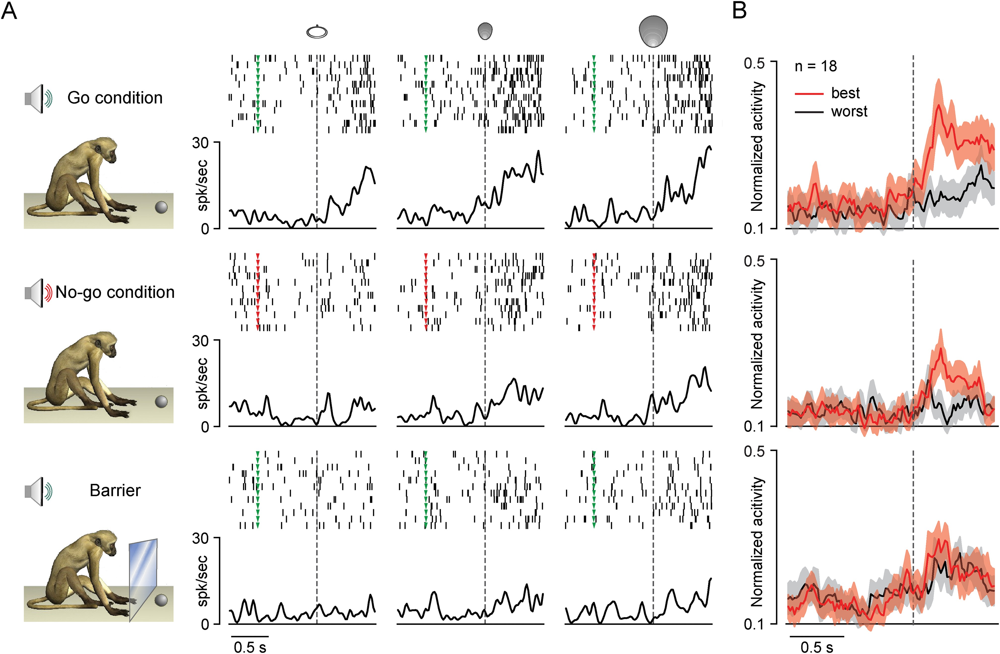 A
B
Go condition
30
spk/sec
0
0.5
Normalized acitivity
0.1
n = 18
best
worst
No-go condition
30
spk/sec
0
0.5
Normalized acitivity
0.1
Barrier
30
spk/sec
0
0.5 s
0.5
Normalized acitivity
0.1
0.5 s